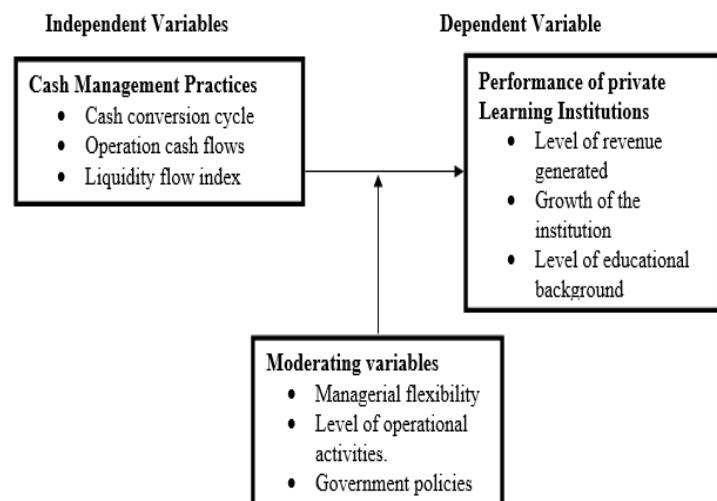 Independent Variables
Dependent Variable
Cash Management Practices
• Cash conversion cycle
• Operation cash flows
• Liquidity flow index
Performance of private
Learning Institutions
• Level of revenue
generated
• Growth of the
institution
• Level of educational
background
Moderating variables
• Managerial flexibility
• Level of operational
activities.
• Government policies